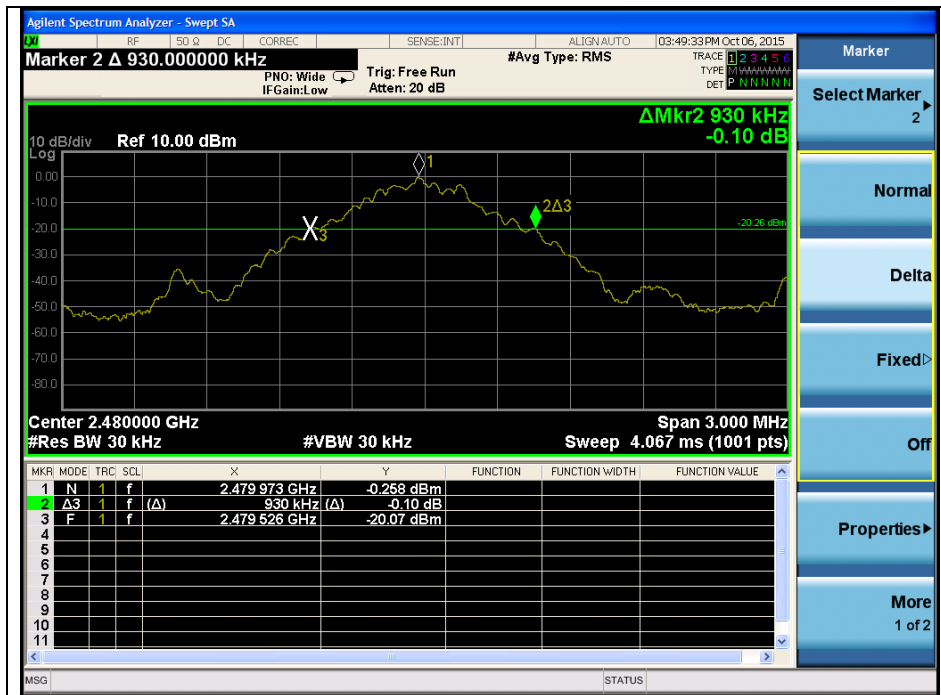 Agilent Spectrum Analyzer - Swept SA
LXI RF 50 Ω DC CORREC SENSE:INT ALIGN AUTO 03:49:33 PM Oct 06, 2015
Marker 2 Δ 930.000000 kHz
PNO: Wide
IFGain:Low
Trig: Free Run
Atten: 20 dB
#Avg Type: RMS
TRACE 1 2 3 4 5 6
TYPE M WWWWW
DET P N N N N N
ΔMkr2 930 kHz
-0.10 dB
10 dB/div Ref 10.00 dBm
Log
0.00
-10.0
-20.0
-30.0
-40.0
-50.0
-60.0
-70.0
-80.0
1
2Δ3
3
-20.26 dBm
Center 2.480000 GHz Span 3.000 MHz
#Res BW 30 kHz #VBW 30 kHz Sweep 4.067 ms (1001 pts)
MKR MODE TRC SCL X Y FUNCTION FUNCTION WIDTH FUNCTION VALUE
1 N 1 f 2.479 973 GHz -0.258 dBm
2 Δ3 1 f (Δ) 930 kHz (Δ) -0.10 dB
3 F 1 f 2.479 526 GHz -20.07 dBm
4
5
6
7
8
9
10
11
MSG STATUS
Marker
Select Marker
2
Normal
Delta
Fixed
Off
Properties
More
1 of 2